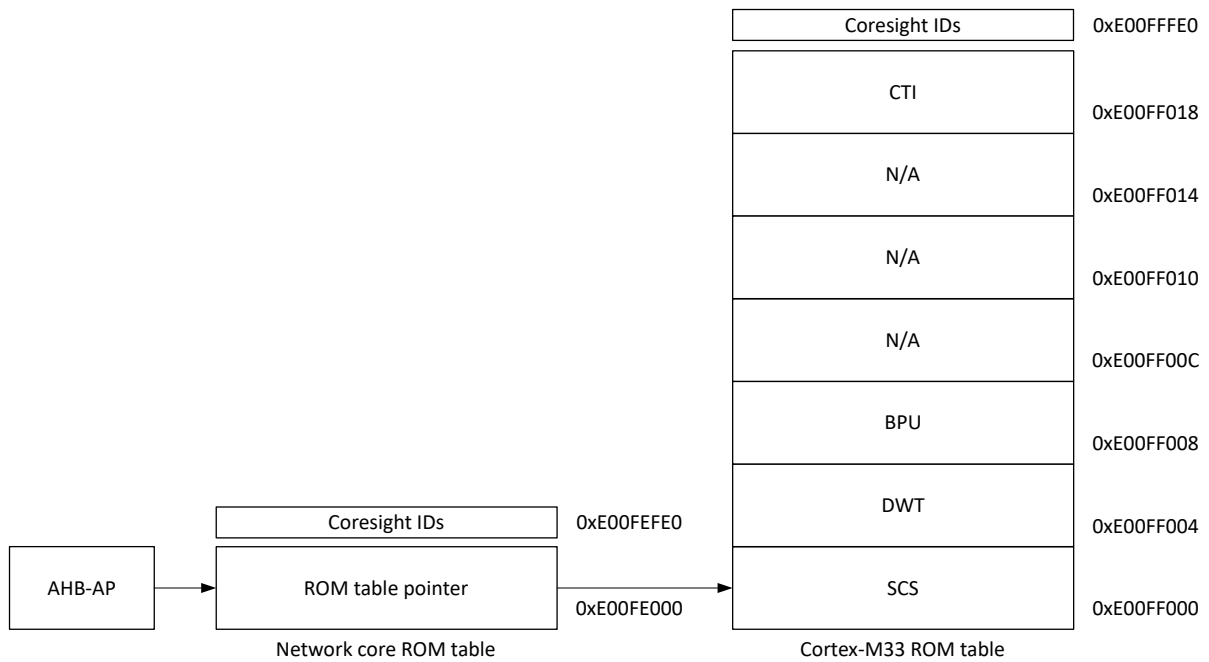 Coresight IDs 0xE00FFFE0
CTI 0xE00FF018
N/A 0xE00FF014
N/A 0xE00FF010
N/A 0xE00FF00C
BPU 0xE00FF008
DWT 0xE00FF004
Coresight IDs 0xE00FEFE0
AHB-AP ROM table pointer 0xE00FE000 SCS 0xE00FF000
Network core ROM table Cortex-M33 ROM table